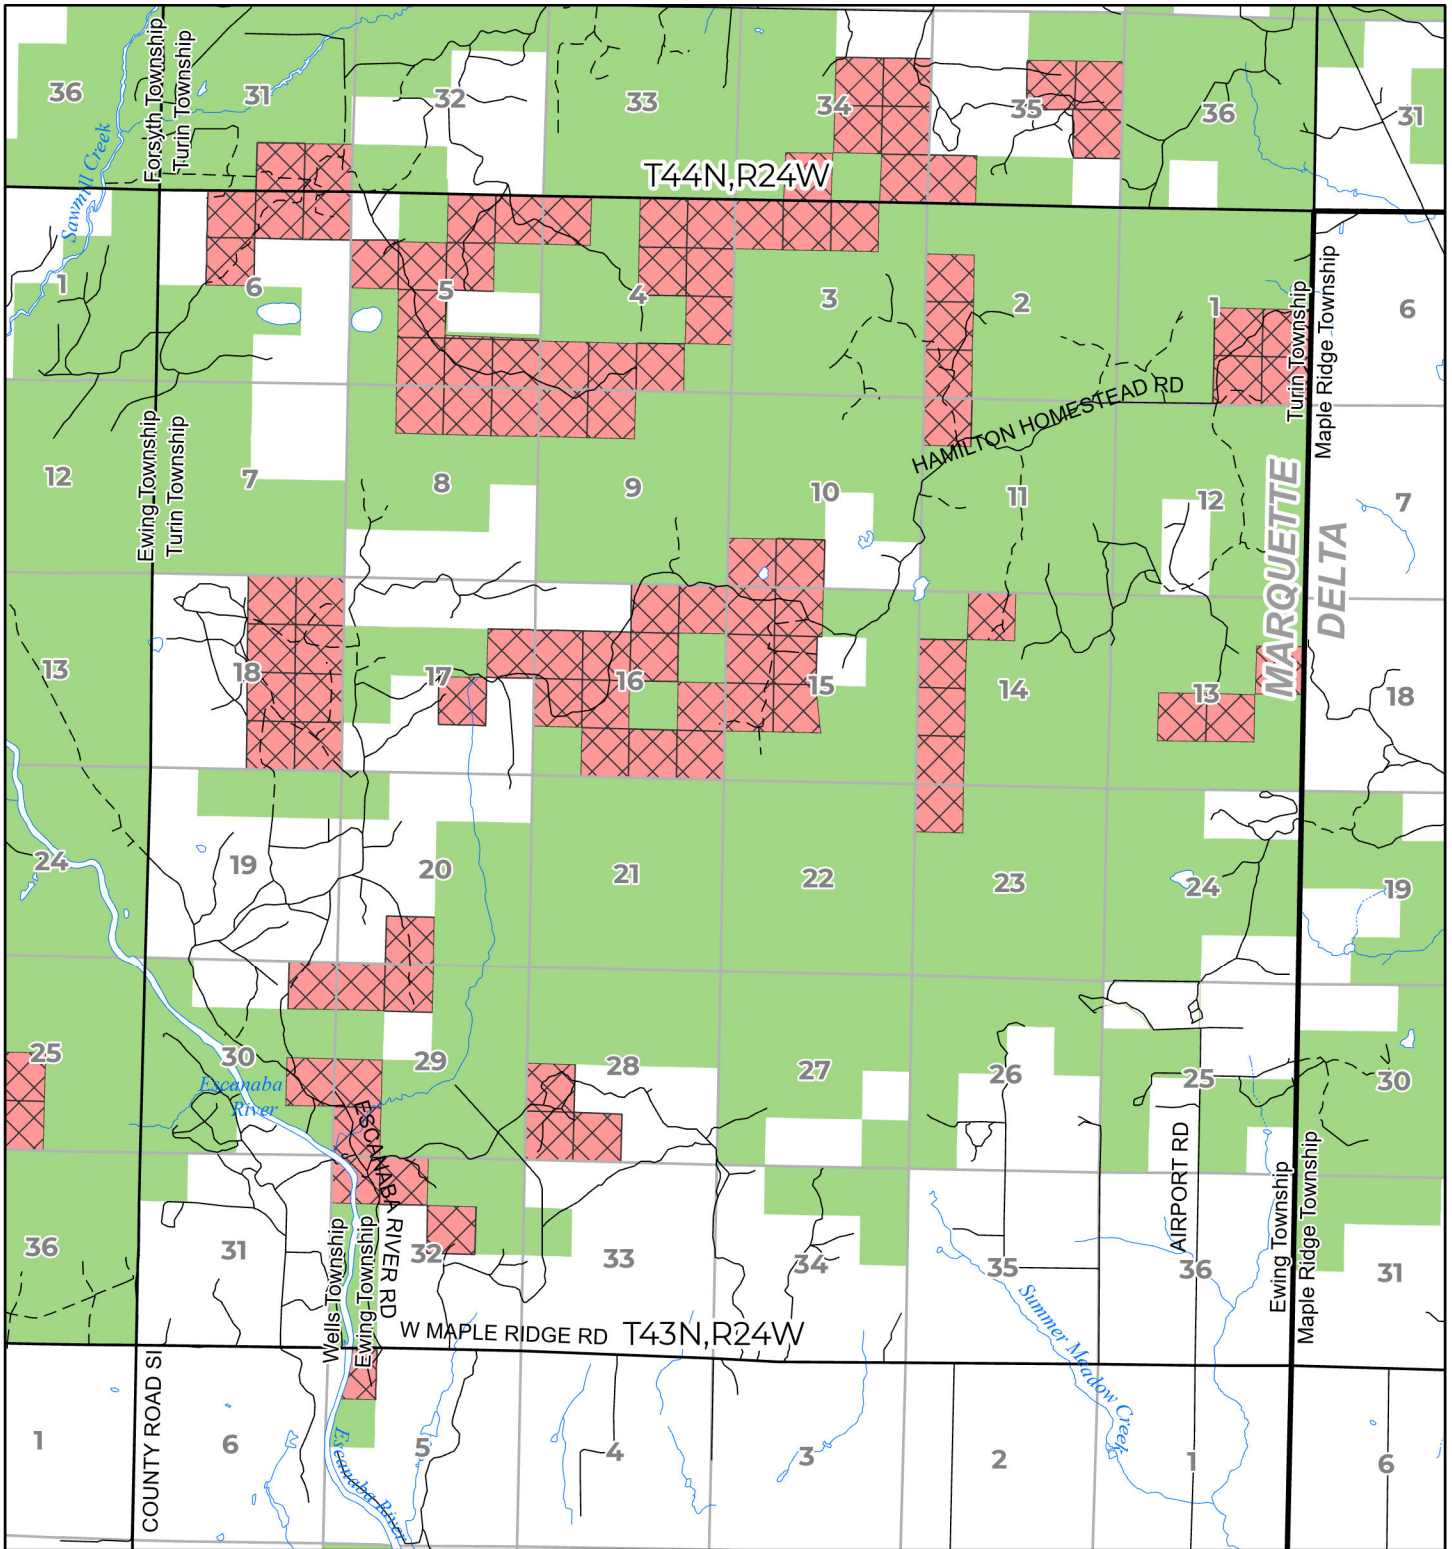 36
31
32
33
34
35
36
31
Forsyth Township
Turin Township
Sawmill Creek
T44N,R24W
1
6
5
4
3
2
1
6
Turin Township
Maple Ridge Township
HAMILTON HOMESTEAD RD
12
7
8
9
10
11
12
7
Ewing Township
Turin Township
MARQUETTE
DELTA
13
18
17
16
15
14
13
18
24
19
20
21
22
23
24
19
25
30
29
28
27
26
25
30
Escanaba
River
ESCANABA RIVER RD
AIRPORT RD
36
31
32
33
34
35
36
31
Wells Township
Ewing Township
Ewing Township
Maple Ridge Township
W MAPLE RIDGE RD
T43N,R24W
Summer Meadow Creek
COUNTY ROAD SI
1
6
5
4
3
2
1
6
Escanaba River